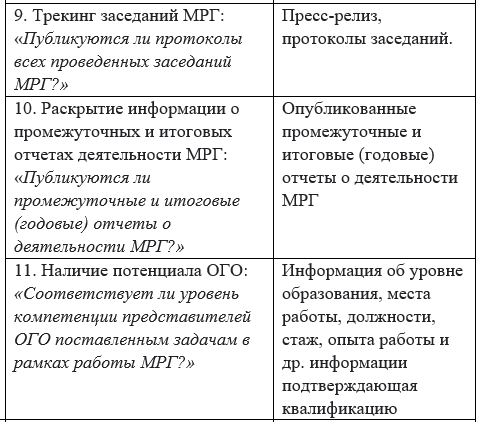 9. Трекинг заседаний МРГ:
«Публикуются ли протоколы
всех проведенных заседаний
МРГ?»
Пресс-релиз,
протоколы заседаний.
10. Раскрытие информации о
промежуточных и итоговых
отчетах деятельности МРГ:
«Публикуются ли
промежуточные и итоговые
(годовые) отчеты о
деятельности МРГ?»
Опубликованные
промежуточные и
итоговые (годовые)
отчеты о деятельности
МРГ
11. Наличие потенциала ОГО:
«Соответствует ли уровень
компетенции представителей
ОГО поставленным задачам в
рамках работы МРГ?»
Информация об уровне
образования, места
работы, должности,
стаж, опыта работы и
др. информации
подтверждающая
квалификацию